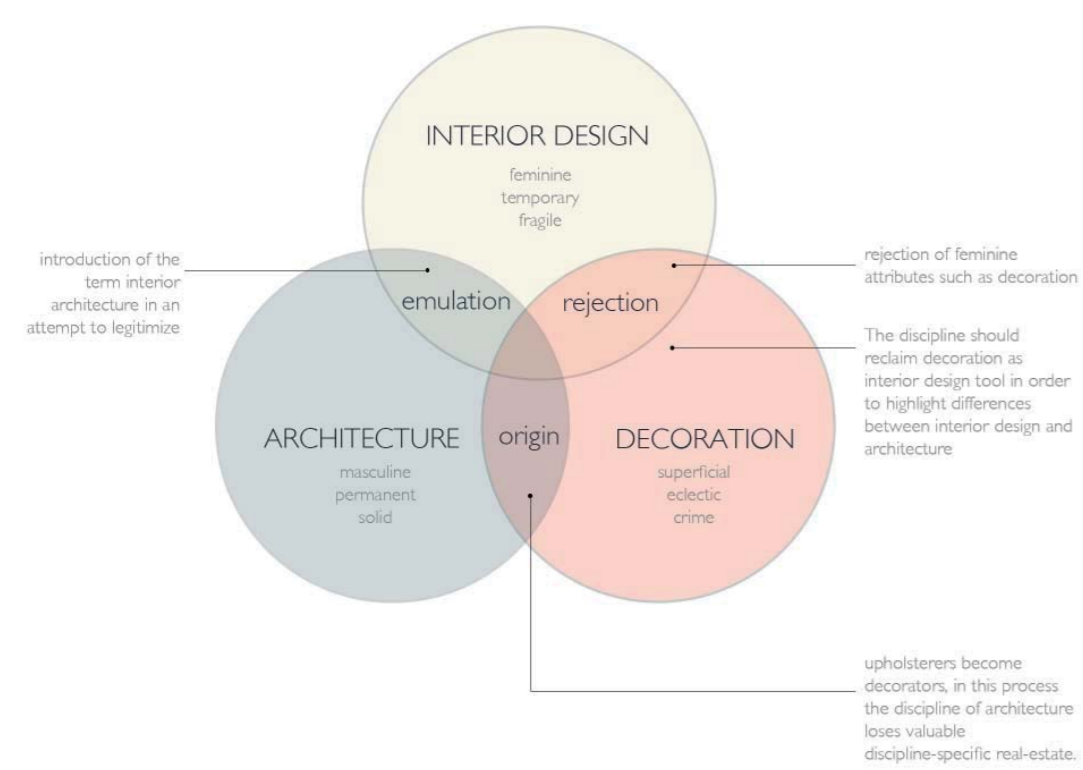 INTERIOR DESIGN
feminine
temporary
fragile
introduction of the
term interior
architecture in an
attempt to legitimize
emulation
rejection
rejection of feminine
attributes such as decoration
The discipline should
reclaim decoration as
interior design tool in order
to highlight differences
between interior design and
architecture
ARCHITECTURE
masculine
permanent
solid
origin
DECORATION
superficial
eclectic
crime
upholsterers become
decorators, in this process
the discipline of architecture
loses valuable
discipline-specific real-estate.